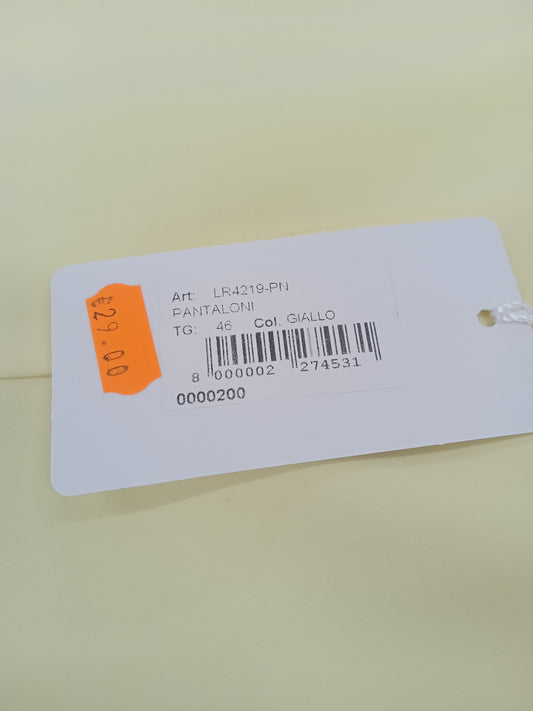 €29.00
Art: LR4219-PN
PANTALONI
TG: 46 Col. GIALLO
8 000002 274531
0000200